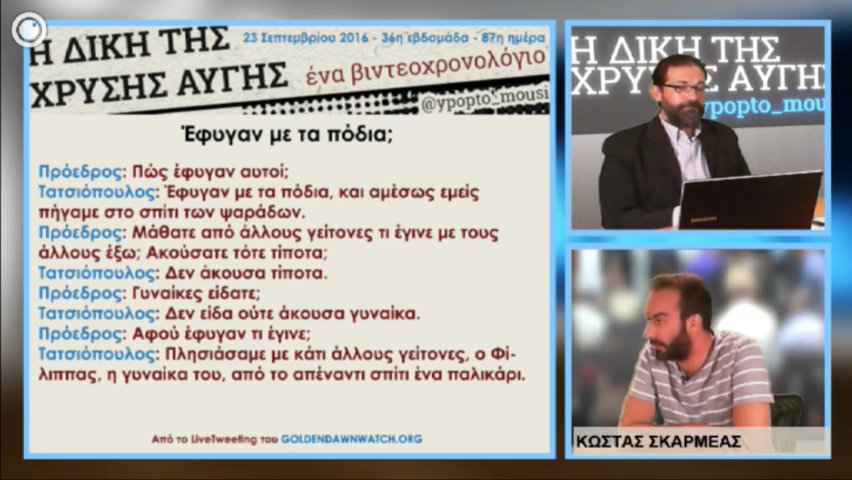 Η ΔΙΚΗ ΤΗΣ
23 Σεπτεμβρίου 2016 - 36η εβδομάδα - 87η ημέρα
ΧΡΥΣΗΣ ΑΥΓΗΣ ένα βιντεοχρονολόγιο
@ypopto_mousi
Έφυγαν με τα πόδια;
Πρόεδρος: Πώς έφυγαν αυτοί;
Τατσιόπουλος: Έφυγαν με τα πόδια, και αμέσως εμείς
πήγαμε στο σπίτι των ψαράδων.
Πρόεδρος: Μάθατε από άλλους γείτονες τι έγινε με τους
άλλους έξω; Ακούσατε τότε τίποτα;
Τατσιόπουλος: Δεν άκουσα τίποτα.
Πρόεδρος: Γυναίκες είδατε;
Τατσιόπουλος: Δεν είδα ούτε άκουσα γυναίκα.
Πρόεδρος: Αφού έφυγαν τι έγινε;
Τατσιόπουλος: Πλησιάσαμε με κάτι άλλους γείτονες, ο Φί-
λιππας, η γυναίκα του, από το απέναντι σπίτι ένα παλικάρι.
Από το LiveTweeting του GOLDENDAWNWATCH.ORG
Η ΔΙΚΗ ΤΗΣ
ΧΡΥΣΗΣ ΑΥΓΗΣ
ypopto_mou
SAMSUNG
ΚΩΣΤΑΣ ΣΚΑΡΜΕΑΣ